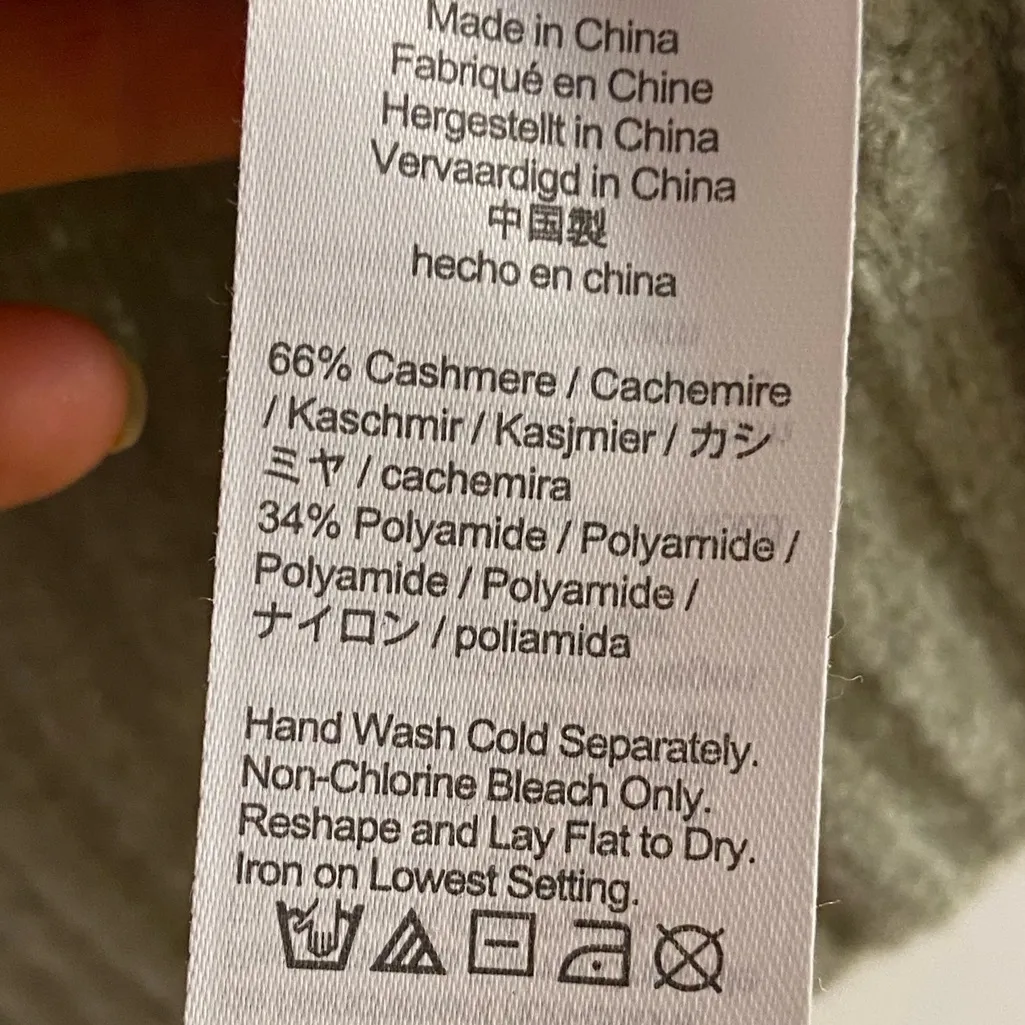 Made in China
Fabriqué en Chine
Hergestellt in China
Vervaardigd in China
中国製
hecho en china
66% Cashmere / Cachemire
/ Kaschmir / Kasjmier / カシ
ミヤ / cachemira
34% Polyamide / Polyamide /
Polyamide / Polyamide /
ナイロン / poliamida
Hand Wash Cold Separately.
Non-Chlorine Bleach Only.
Reshape and Lay Flat to Dry.
Iron on Lowest Setting.